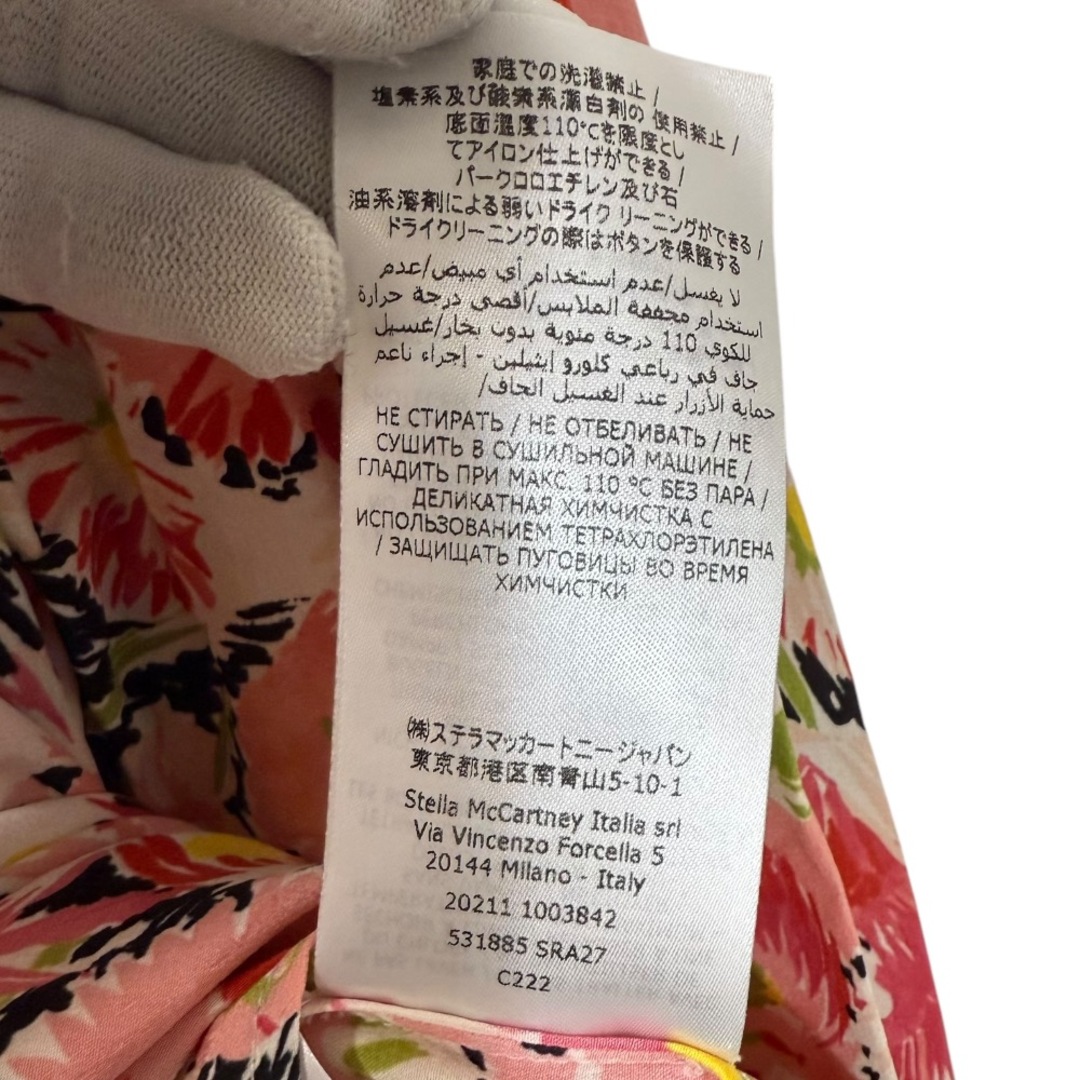 家庭での洗濯禁止 /
塩素系及び酸素系漂白剤の 使用禁止 /
底面温度110℃を限度とし
てアイロン仕上げができる /
パークロロエチレン及び石
油系溶剤による弱いドライク リーニングができる /
ドライクリーニングの際はボタンを保護する
لا يغسل/عدم استخدام أي مبيض/عدم
استخدام مجففة الملابس/أقصى درجة حرارة
للكوي 110 درجة مئوية بدون بخار/غسيل
جاف في رباعي كلورو إيثيلين - إجراء ناعم
حماية الأزرار عند الغسيل الجاف/
НЕ СТИРАТЬ / НЕ ОТБЕЛИВАТЬ / НЕ
СУШИТЬ В СУШИЛЬНОЙ МАШИНЕ /
ГЛАДИТЬ ПРИ МАКС. 110 °C БЕЗ ПАРА /
ДЕЛИКАТНАЯ ХИМЧИСТКА С
ИСПОЛЬЗОВАНИЕМ ТЕТРАХЛОРЭТИЛЕНА
/ ЗАЩИЩАТЬ ПУГОВИЦЫ ВО ВРЕМЯ
ХИМЧИСТКИ
㈱ステラマッカートニージャパン
東京都港区南青山5-10-1
Stella McCartney Italia srl
Via Vincenzo Forcella 5
20144 Milano - Italy
20211 1003842
531885 SRA27
C222